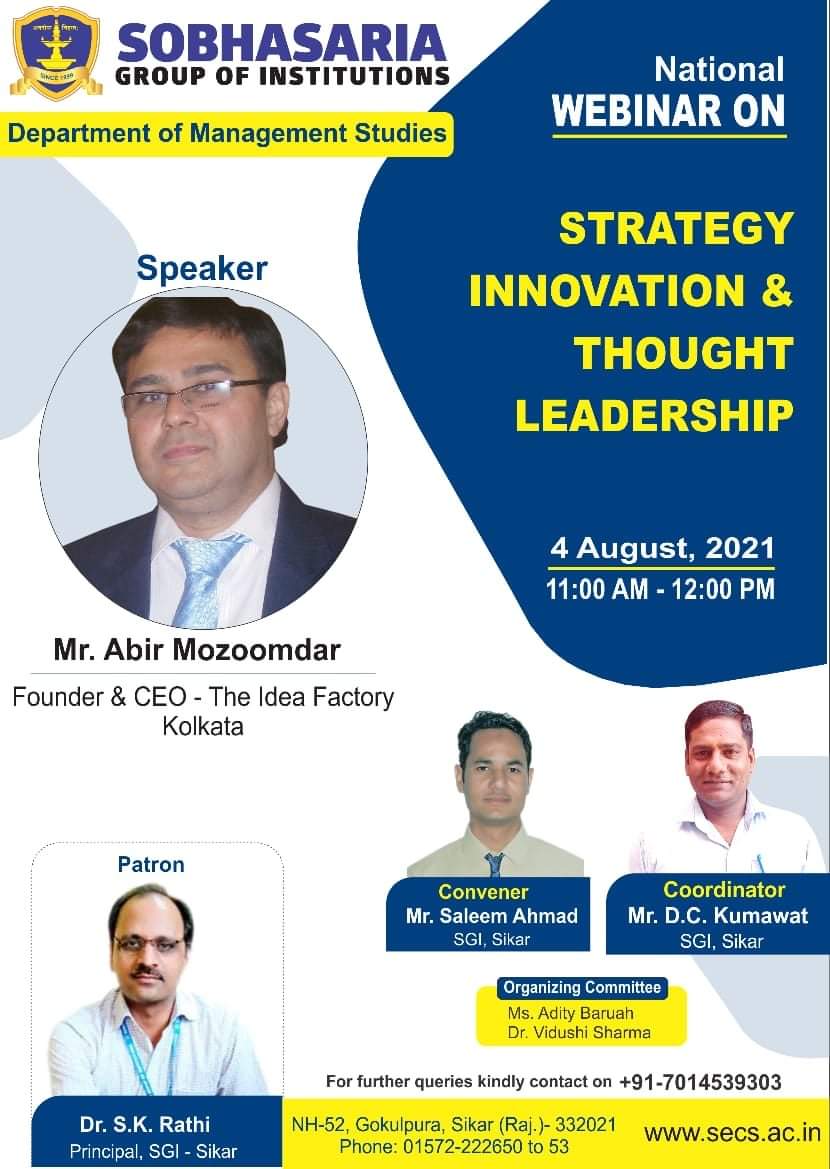 SOBHASARIA
GROUP OF INSTITUTIONS
SINCE 1999
Department of Management Studies
National
WEBINAR ON
STRATEGY
INNOVATION &
THOUGHT
LEADERSHIP
4 August, 2021
11:00 AM - 12:00 PM
Speaker
Mr. Abir Mozoomdar
Founder & CEO - The Idea Factory
Kolkata
Convener
Mr. Saleem Ahmad
SGI, Sikar
Coordinator
Mr. D.C. Kumawat
SGI, Sikar
Organizing Committee
Ms. Adity Baruah
Dr. Vidushi Sharma
Patron
Dr. S.K. Rathi
Principal, SGI - Sikar
For further queries kindly contact on +91-7014539303
NH-52, Gokulpura, Sikar (Raj.)- 332021
Phone: 01572-222650 to 53
www.secs.ac.in